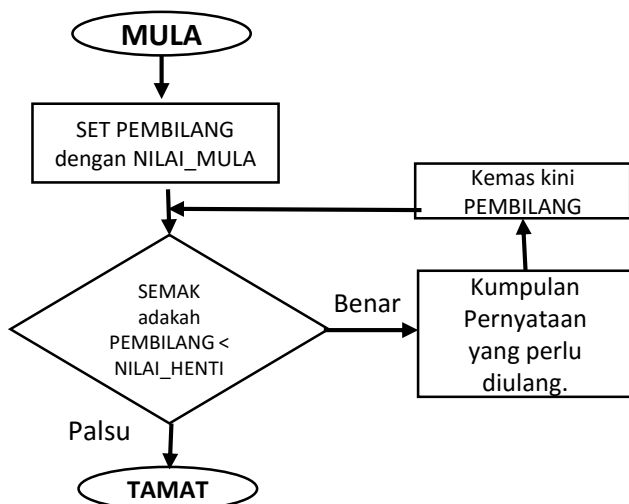 MULA
SET PEMBILANG
dengan NILAI_MULA
Kemas kini
PEMBILANG
SEMAK
adakah
PEMBILANG <
NILAI_HENTI
Benar
Kumpulan
Pernyataan
yang perlu
diulang.
Palsu
TAMAT